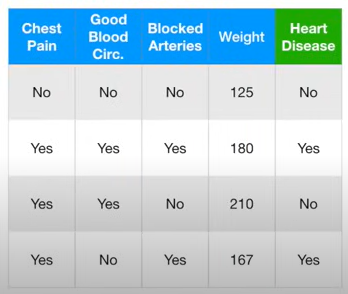 Chest Pain | Good Blood Circ. | Blocked Arteries | Weight | Heart Disease
No | No | No | 125 | No
Yes | Yes | Yes | 180 | Yes
Yes | Yes | No | 210 | No
Yes | No | Yes | 167 | Yes